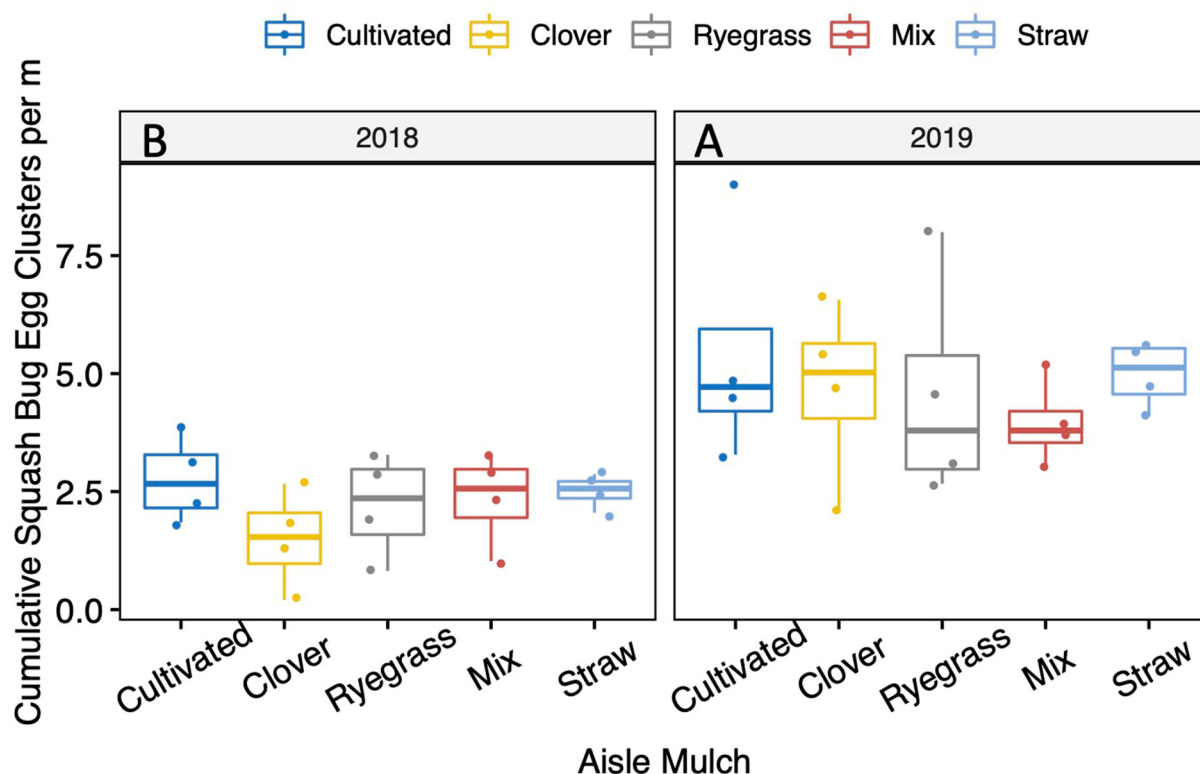 Cultivated Clover Ryegrass Mix Straw
Cumulative Squash Bug Egg Clusters per m
B 2018
A 2019
7.5
5.0
2.5
0.0
Cultivated Clover Ryegrass Mix Straw
Cultivated Clover Ryegrass Mix Straw
Aisle Mulch